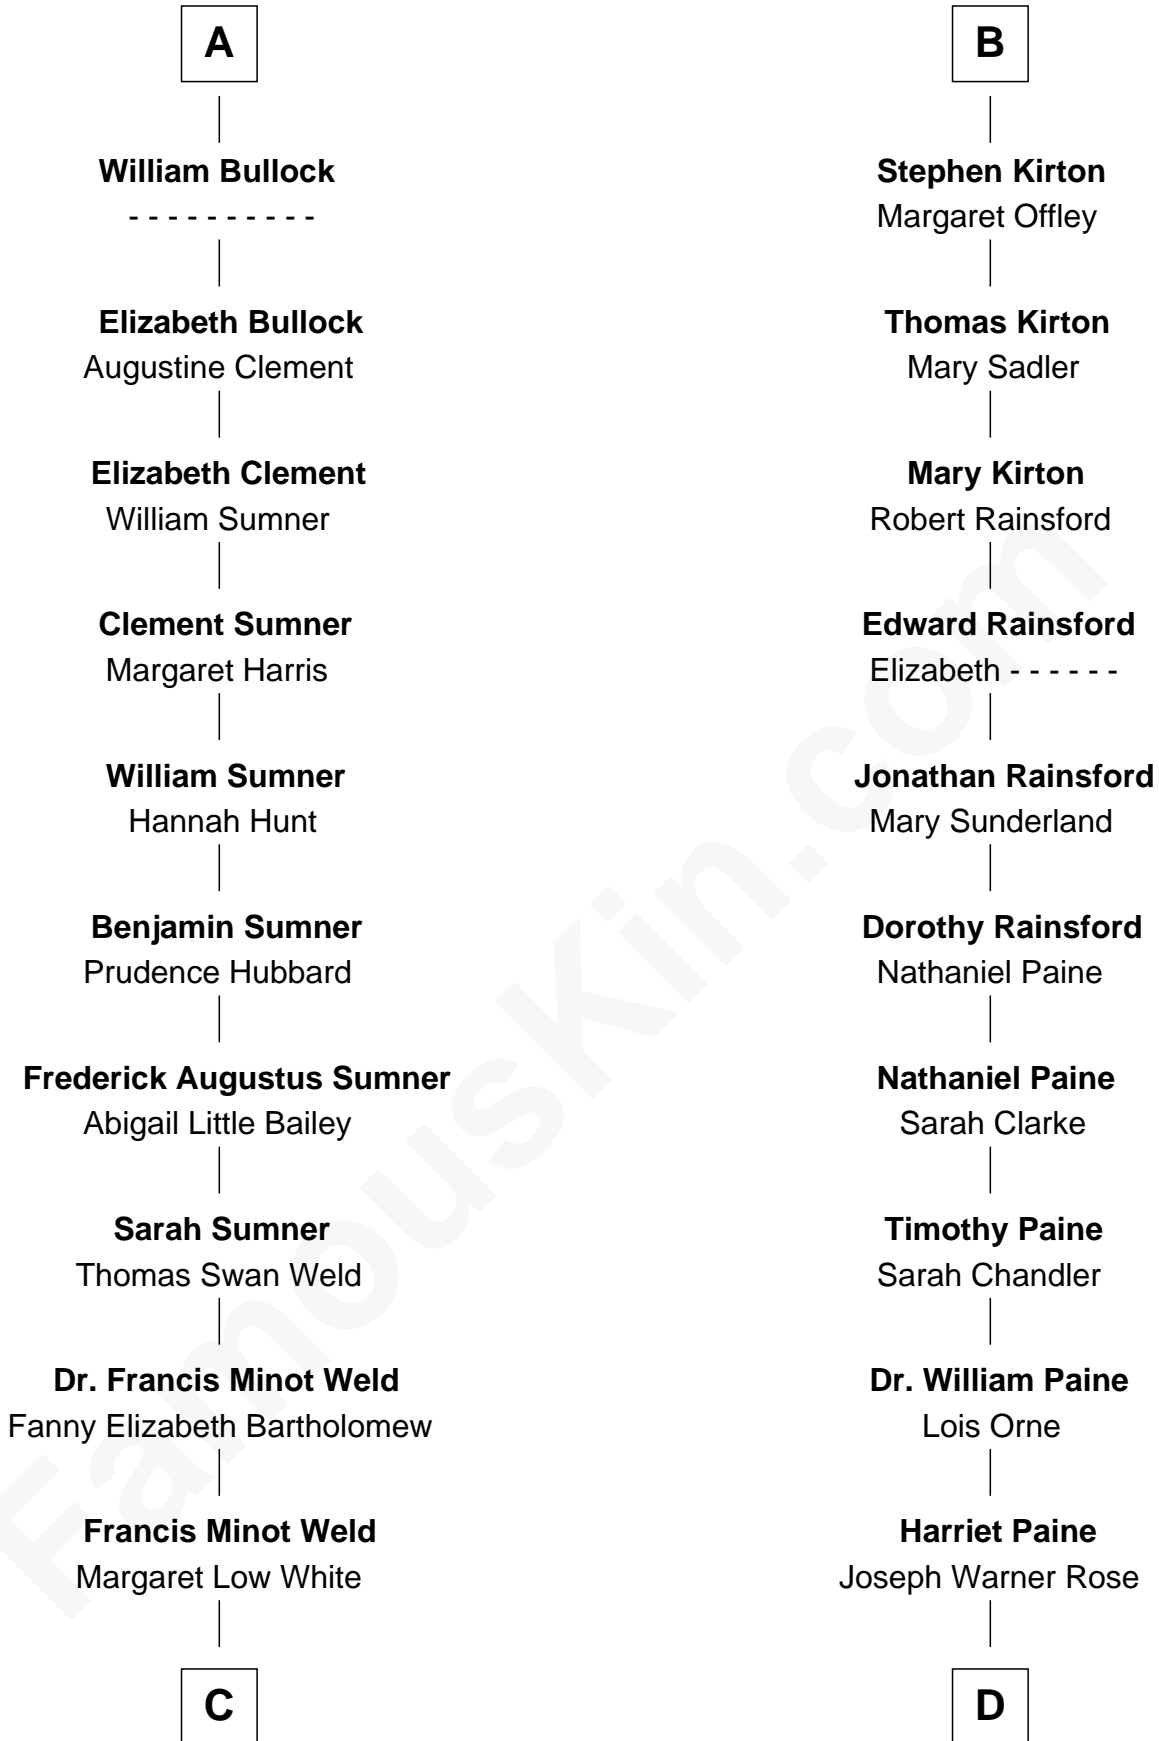 A
William Bullock
- - - - - - - - - -
Elizabeth Bullock
Augustine Clement
Elizabeth Clement
William Sumner
Clement Sumner
Margaret Harris
William Sumner
Hannah Hunt
Benjamin Sumner
Prudence Hubbard
Frederick Augustus Sumner
Abigail Little Bailey
Sarah Sumner
Thomas Swan Weld
Dr. Francis Minot Weld
Fanny Elizabeth Bartholomew
Francis Minot Weld
Margaret Low White
C
B
Stephen Kirton
Margaret Offley
Thomas Kirton
Mary Sadler
Mary Kirton
Robert Rainsford
Edward Rainsford
Elizabeth - - - - - -
Jonathan Rainsford
Mary Sunderland
Dorothy Rainsford
Nathaniel Paine
Nathaniel Paine
Sarah Clarke
Timothy Paine
Sarah Chandler
Dr. William Paine
Lois Orne
Harriet Paine
Joseph Warner Rose
D
FamousKin.com